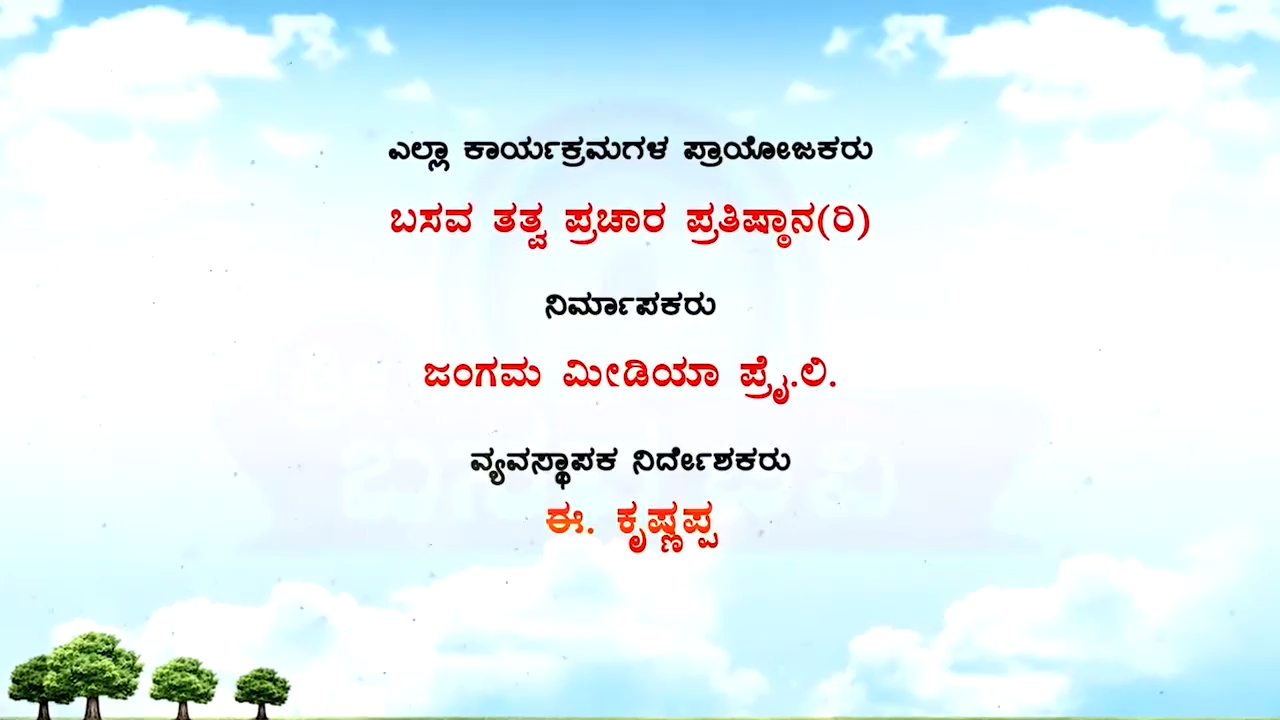 ಎಲ್ಲಾ ಕಾರ್ಯಕ್ರಮಗಳ ಪ್ರಾಯೋಜಕರು
ಬಸವ ತತ್ವ ಪ್ರಚಾರ ಪ್ರತಿಷ್ಠಾನ(ರಿ)
ನಿರ್ಮಾಪಕರು
ಜಂಗಮ ಮೀಡಿಯಾ ಪ್ರೈ.ಲಿ.
ವ್ಯವಸ್ಥಾಪಕ ನಿರ್ದೇಶಕರು
ಈ. ಕೃಷ್ಣಪ್ಪ